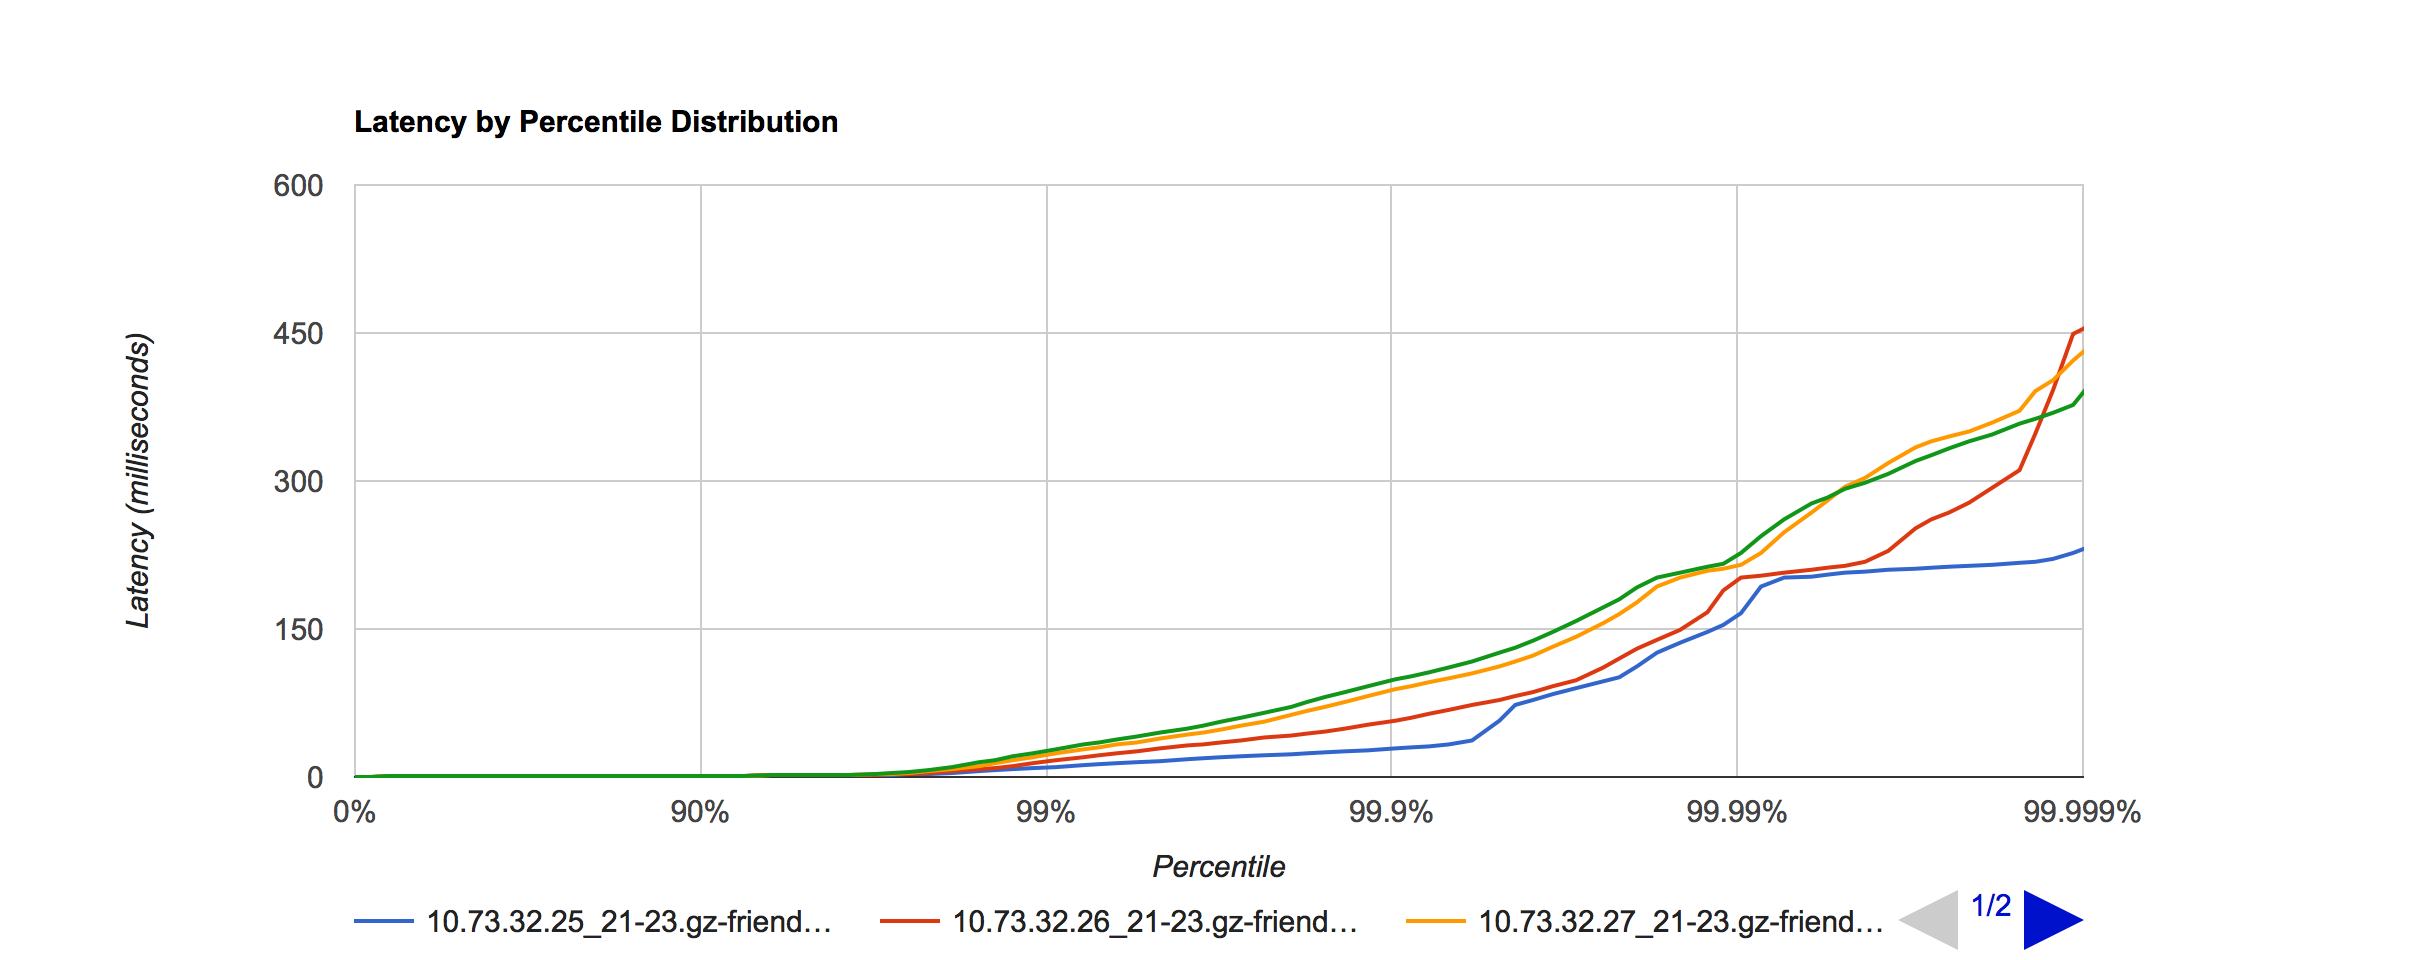 Latency by Percentile Distribution
600
450
300
150
0
Latency (milliseconds)
0% 90% 99% 99.9% 99.99% 99.999%
Percentile
10.73.32.25_21-23.gz-friend... 10.73.32.26_21-23.gz-friend... 10.73.32.27_21-23.gz-friend... 1/2